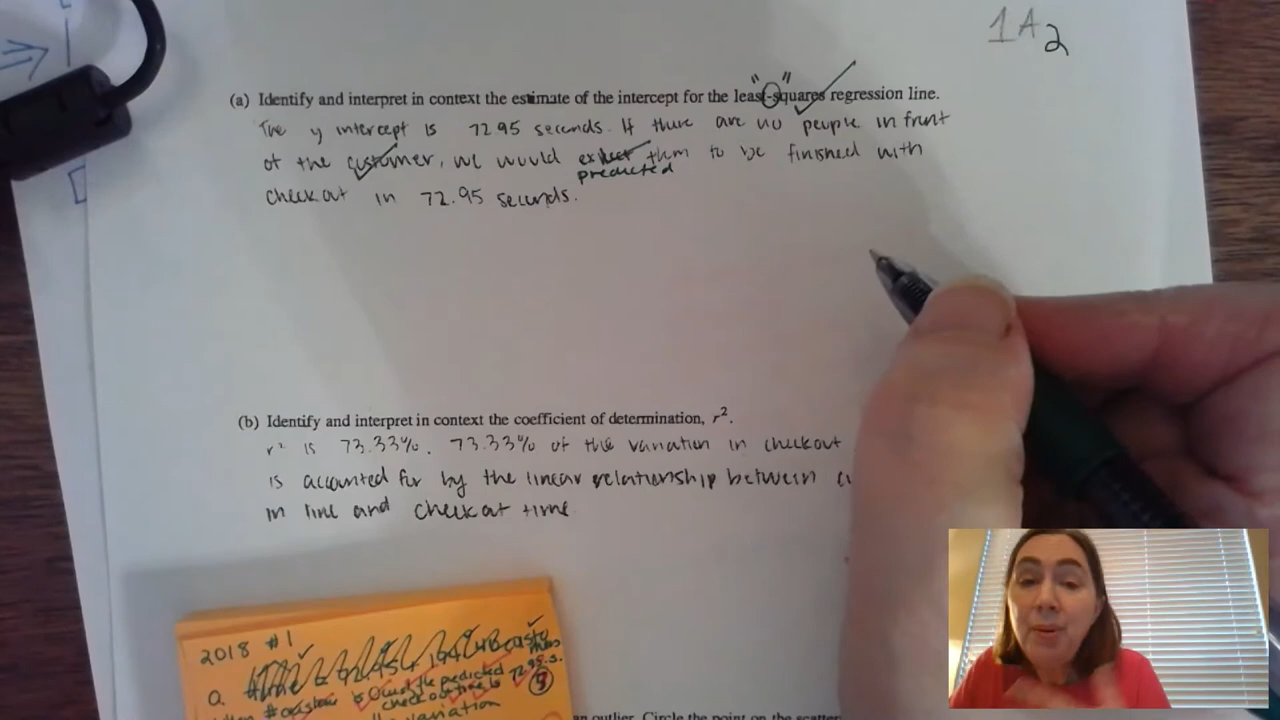 1A2
(a) Identify and interpret in context the estimate of the intercept for the least-squares regression line.
"0"
The y intercept is 72.95 seconds. If there are no people in front
of the customer, we would expect them to be finished with
predicted
checkout in 72.95 seconds.
(b) Identify and interpret in context the coefficient of determination, r².
r² is 73.33%. 73.33% of the variation in checkout
is accounted for by the linear relationship between
in line and checkout time
2018 #1
a.
customers
the predicted
checkout time is 72.95 s.
variation
an outlier. Circle the point on the scatter